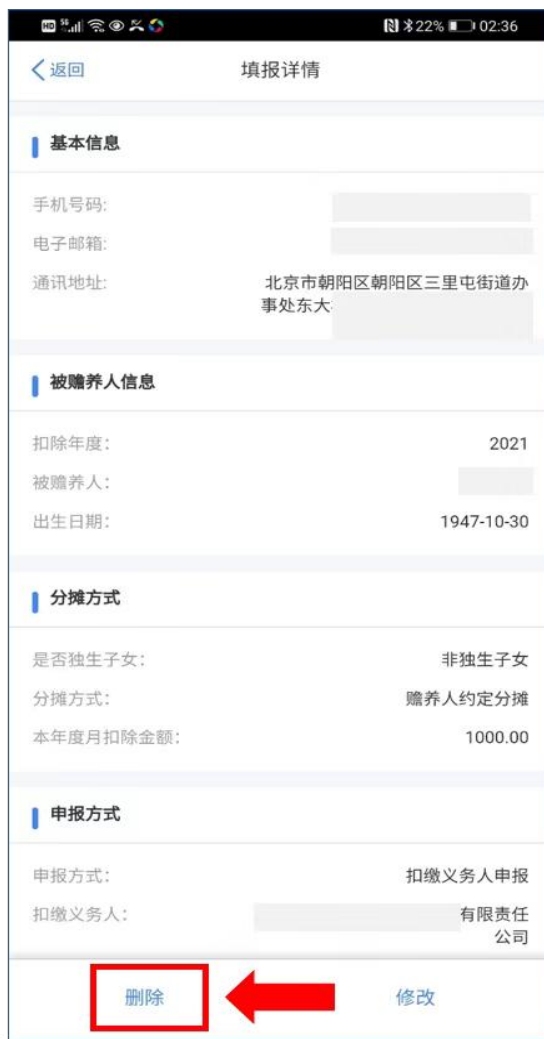 HD 5G 22% 02:36
返回 填报详情
基本信息
手机号码:
电子邮箱:
通讯地址: 北京市朝阳区朝阳区三里屯街道办
事处东大
被赡养人信息
扣除年度: 2021
被赡养人:
出生日期: 1947-10-30
分摊方式
是否独生子女: 非独生子女
分摊方式: 赡养人约定分摊
本年度月扣除金额: 1000.00
申报方式
申报方式: 扣缴义务人申报
扣缴义务人: 有限责任
公司
删除 修改